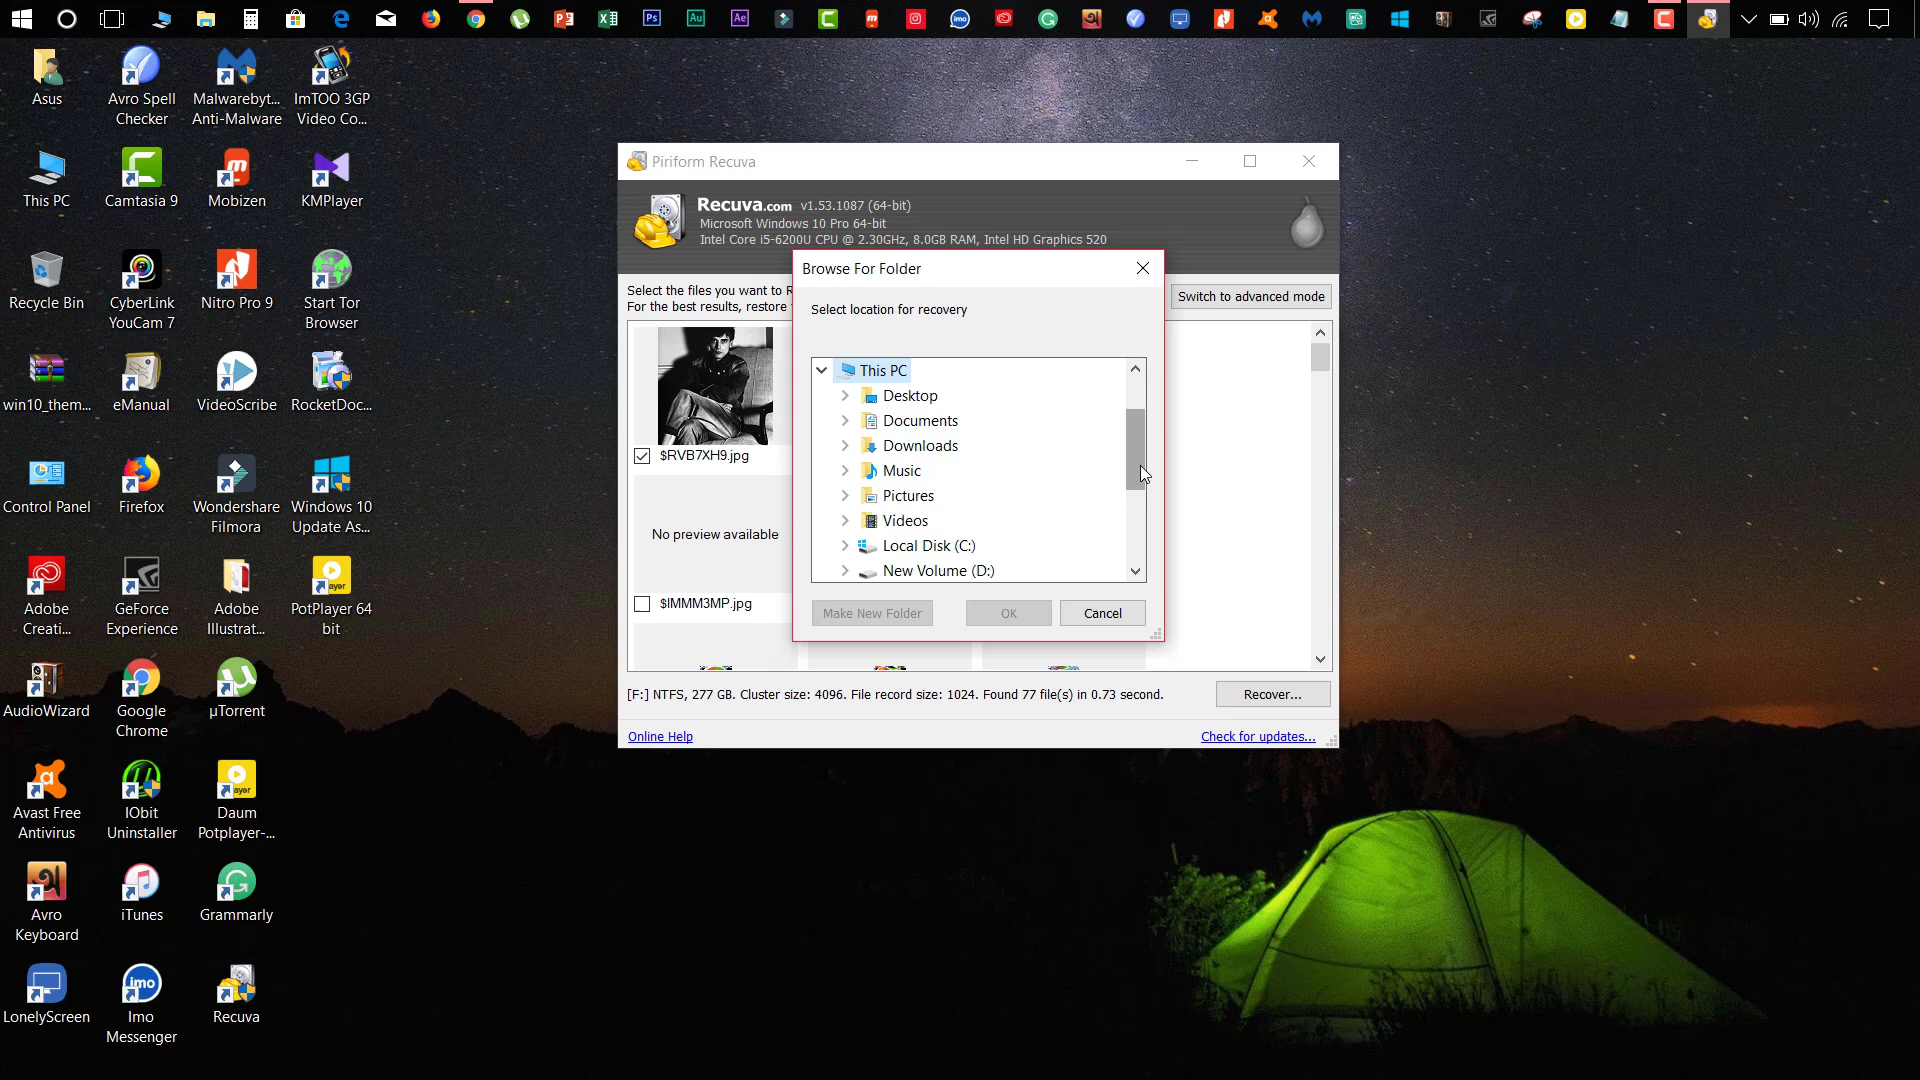 Asus
Avro Spell
Checker
Malwarebyt...
Anti-Malware
ImTOO 3GP
Video Co...
This PC
Camtasia 9
Mobizen
KMPlayer
Recycle Bin
CyberLink
YouCam 7
Nitro Pro 9
Start Tor
Browser
win10_them...
eManual
VideoScribe
RocketDoc...
Control Panel
Firefox
Wondershare
Filmora
Windows 10
Update As...
Adobe
Creati...
GeForce
Experience
Adobe
Illustrat...
PotPlayer 64
bit
AudioWizard
Google
Chrome
µTorrent
Avast Free
Antivirus
IObit
Uninstaller
Daum
Potplayer-...
Avro
Keyboard
iTunes
Grammarly
LonelyScreen
Imo
Messenger
Recuva
Piriform Recuva
Recuva.com v1.53.1087 (64-bit)
Microsoft Windows 10 Pro 64-bit
Intel Core i5-6200U CPU @ 2.30GHz, 8.0GB RAM, Intel HD Graphics 520
Select the files you want to R
For the best results, restore
Switch to advanced mode
$RVB7XH9.jpg
No preview available
$IMMM3MP.jpg
Browse For Folder
Select location for recovery
This PC
Desktop
Documents
Downloads
Music
Pictures
Videos
Local Disk (C:)
New Volume (D:)
Make New Folder
OK
Cancel
[F:] NTFS, 277 GB. Cluster size: 4096. File record size: 1024. Found 77 file(s) in 0.73 second.
Recover...
Online Help
Check for updates...